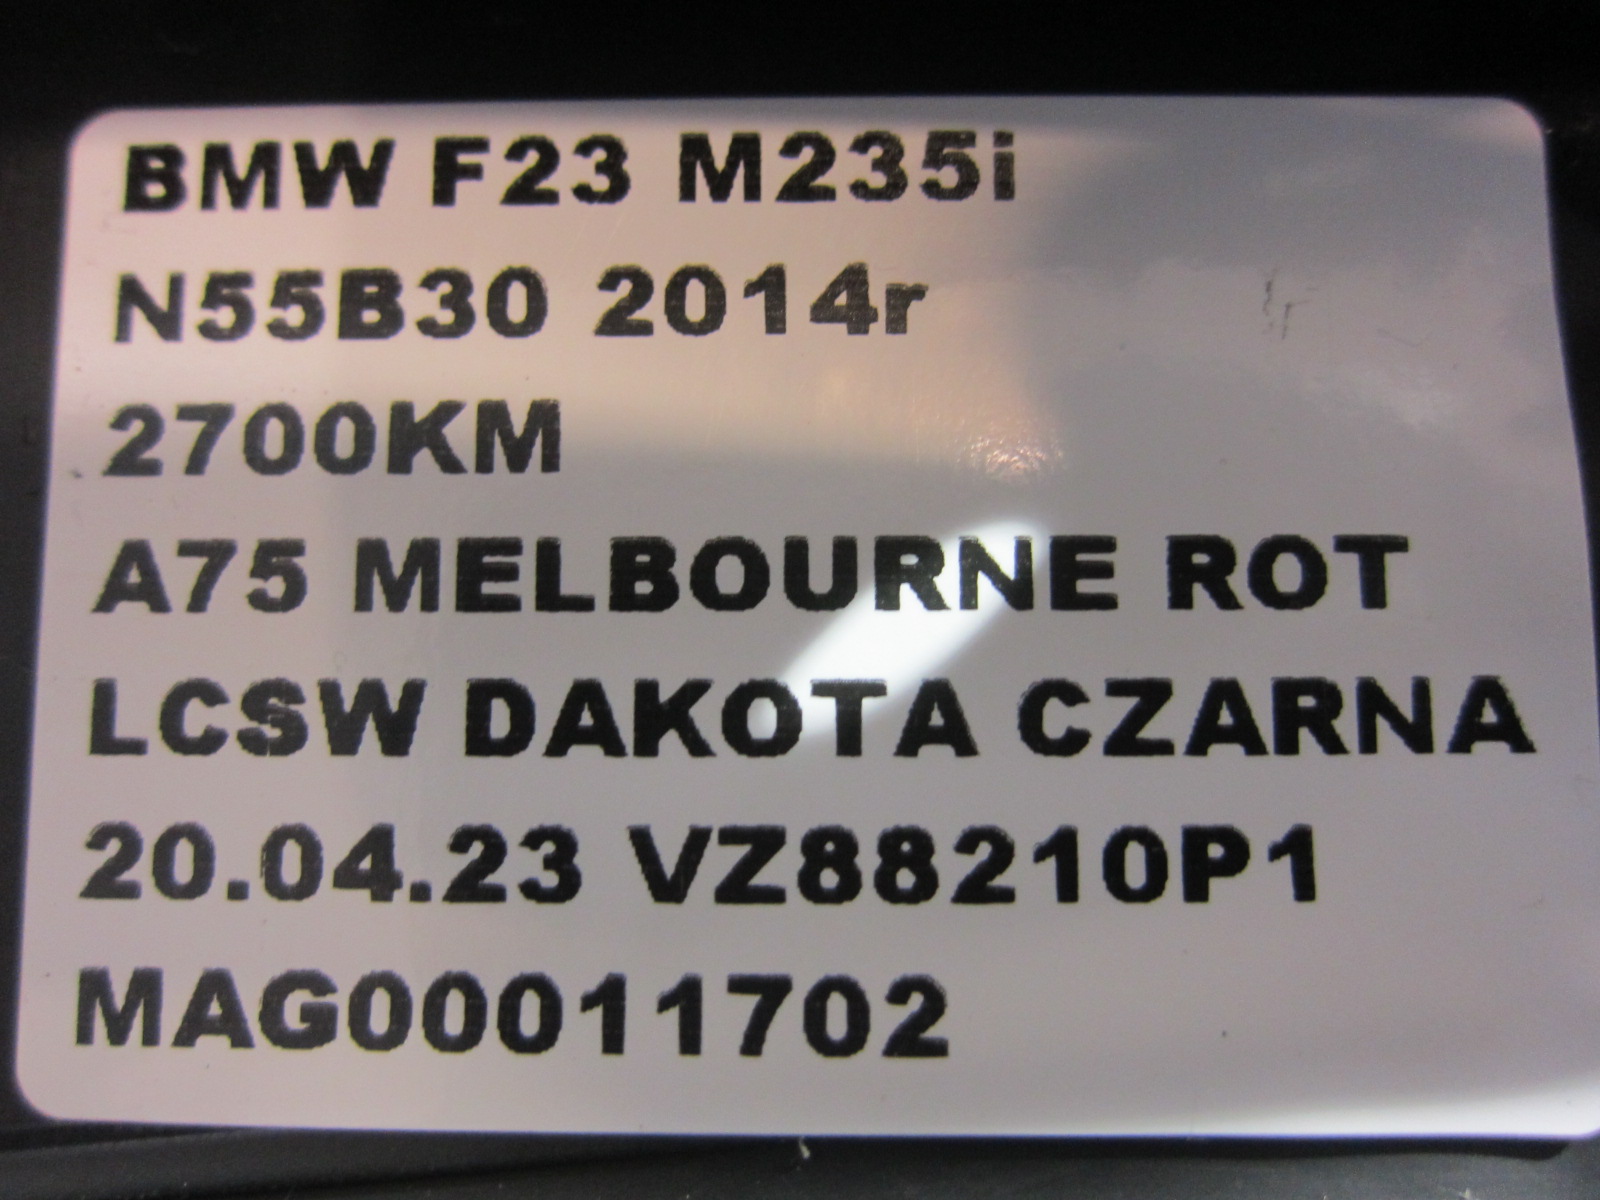 BMW F23 M235i
N55B30 2014r
2700KM
A75 MELBOURNE ROT
LCSW DAKOTA CZARNA
20.04.23 VZ88210P1
MAG00011702